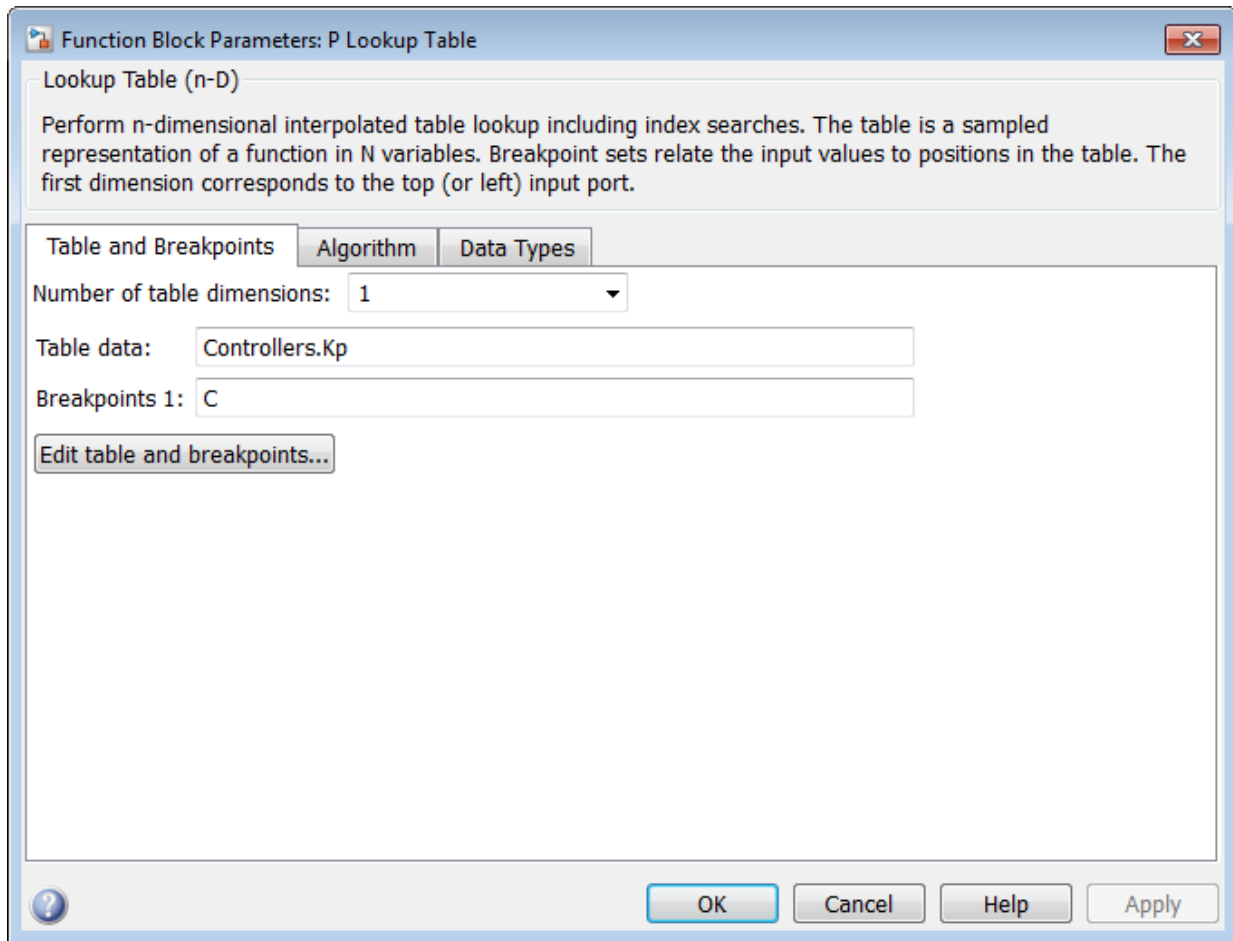 Function Block Parameters: P Lookup Table
Lookup Table (n-D)
Perform n-dimensional interpolated table lookup including index searches. The table is a sampled
representation of a function in N variables. Breakpoint sets relate the input values to positions in the table. The
first dimension corresponds to the top (or left) input port.
Table and Breakpoints Algorithm Data Types
Number of table dimensions: 1
Table data: Controllers.Kp
Breakpoints 1: C
Edit table and breakpoints...
? OK Cancel Help Apply